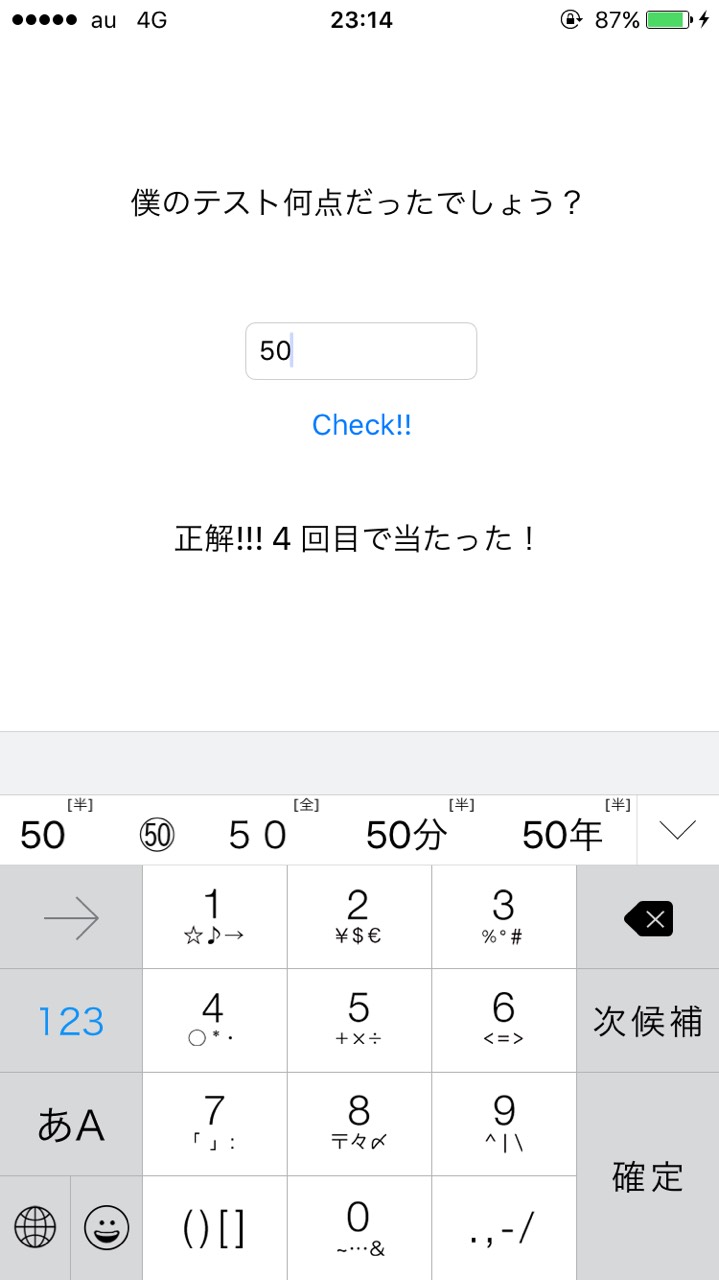 au 4G 23:14 87%
僕のテスト何点だったでしょう？
50
Check!!
正解!!! 4 回目で当たった！
[半] [全] [半] [半]
50 ㊿ ５０ 50分 50年
1 2 3
☆♪→ ¥$€ %°#
123 4 5 6 次候補
○*・ +×÷ <=>
あA 7 8 9
「」: 〒々〆 ^|\
確定
()[] 0 .,-/
~…&